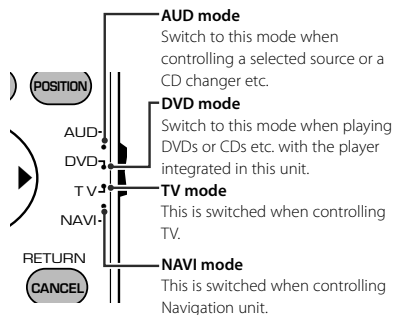 AUD mode
Switch to this mode when
controlling a selected source or a
CD changer etc.
DVD mode
Switch to this mode when playing
DVDs or CDs etc. with the player
integrated in this unit.
TV mode
This is switched when controlling
TV.
NAVI mode
This is switched when controlling
Navigation unit.
POSITION
AUD
DVD
TV
NAVI
RETURN
CANCEL